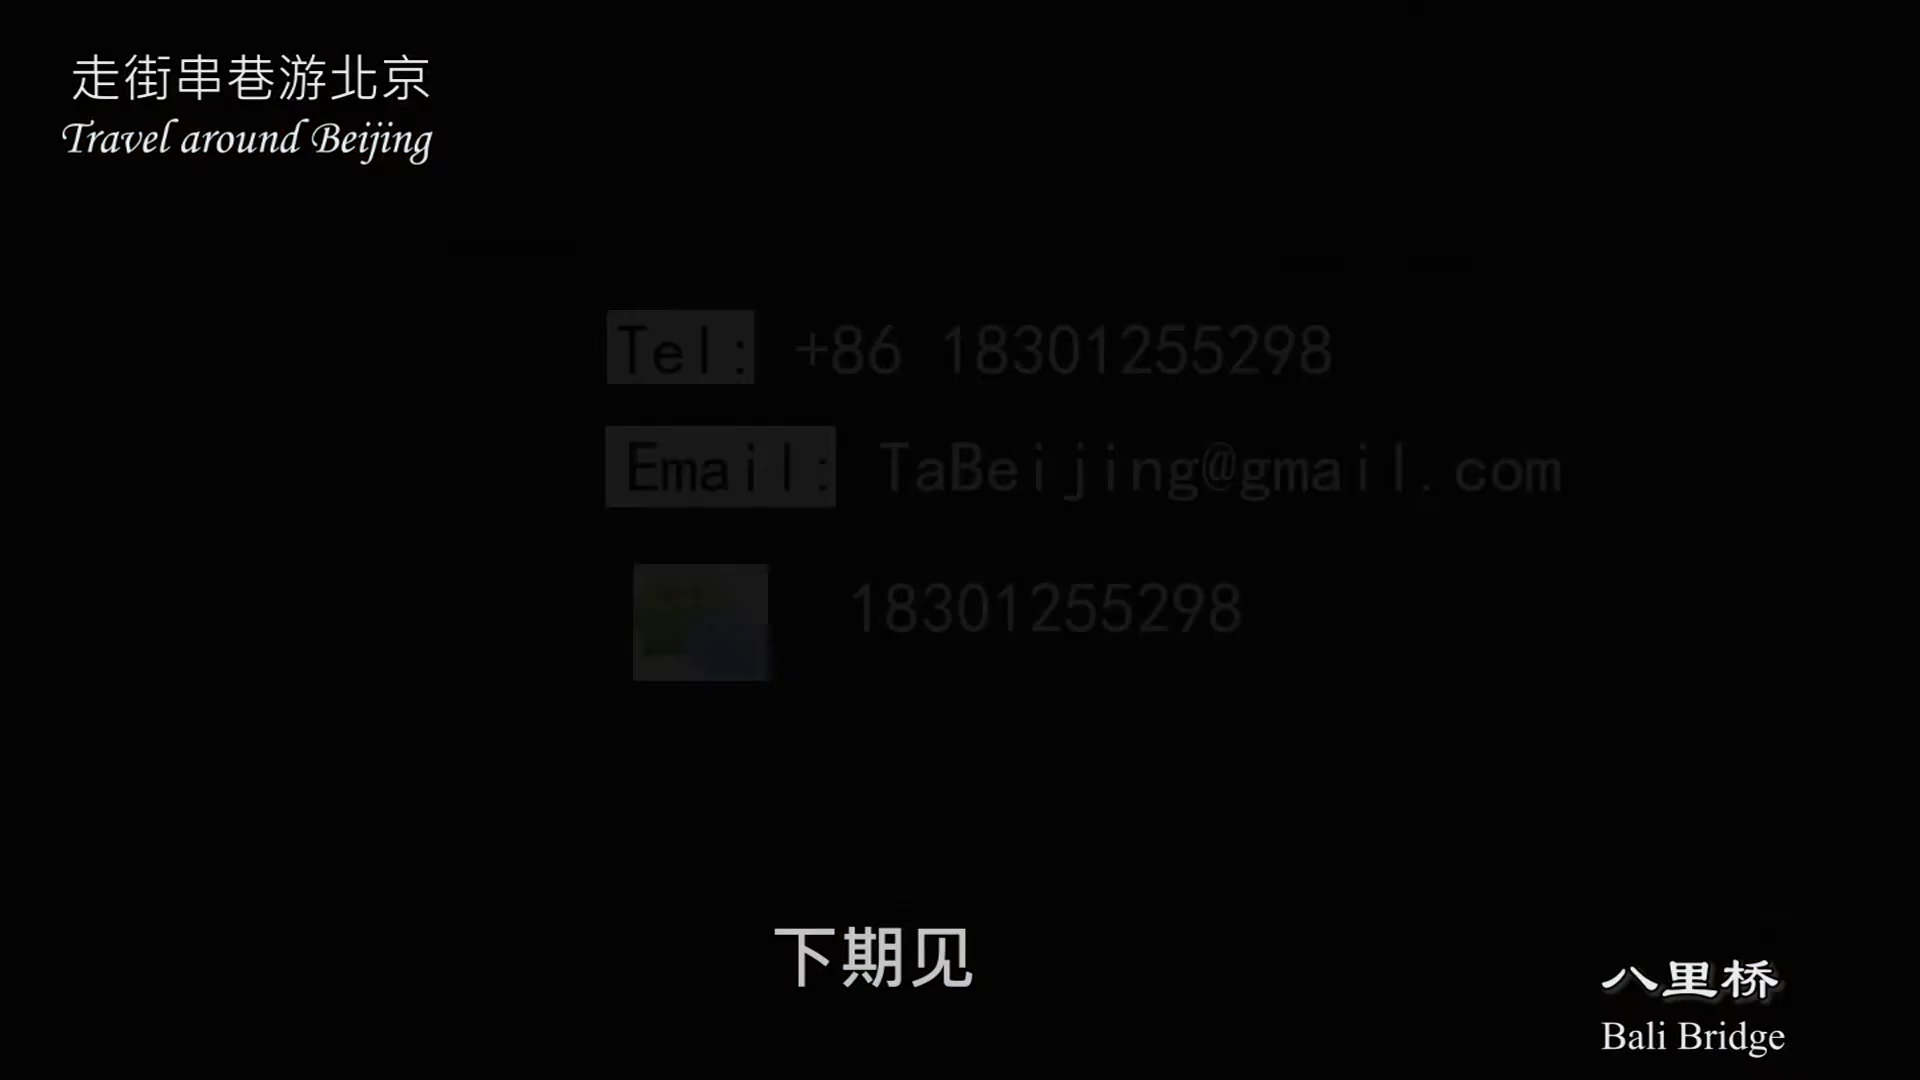 走街串巷游北京
Travel around Beijing
Tel: +86 18301255298
Email: TaBeijing@gmail.com
18301255298
下期见
八里桥
Bali Bridge